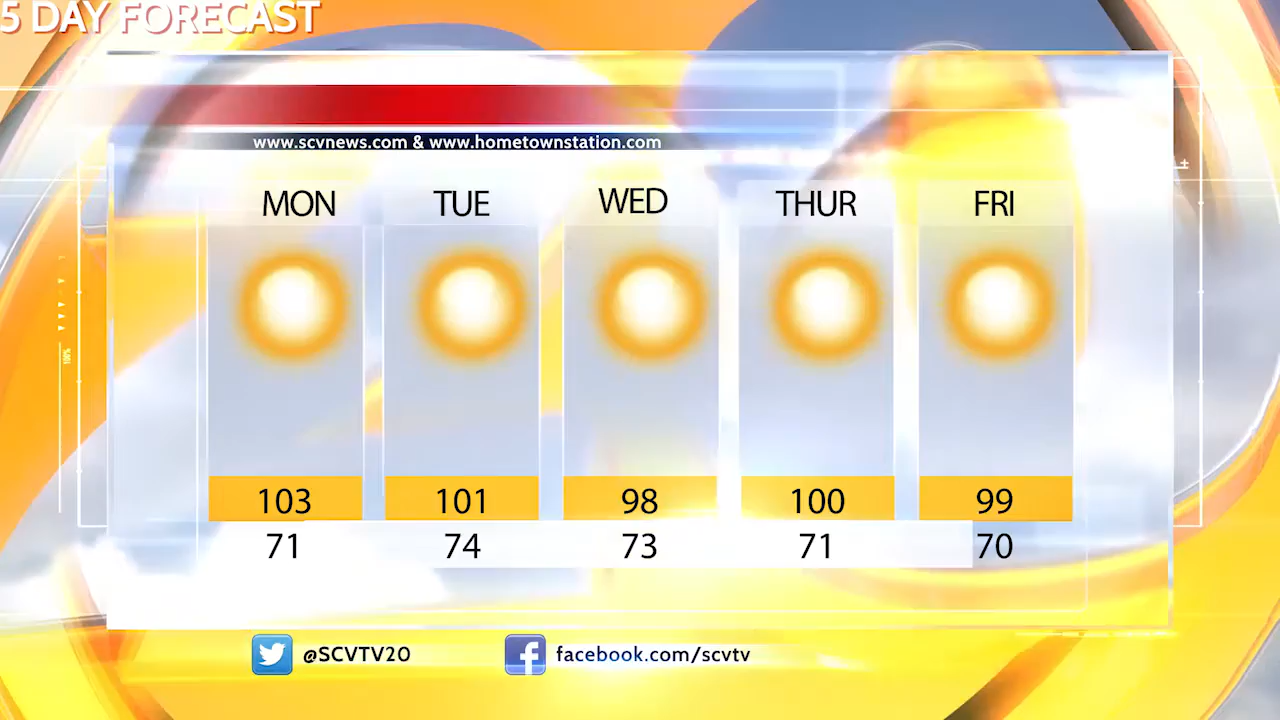 5 DAY FORECAST
www.scvnews.com & www.hometownstation.com
MON TUE WED THUR FRI
103 101 98 100 99
71 74 73 71 70
@SCVTV20 facebook.com/scvtv